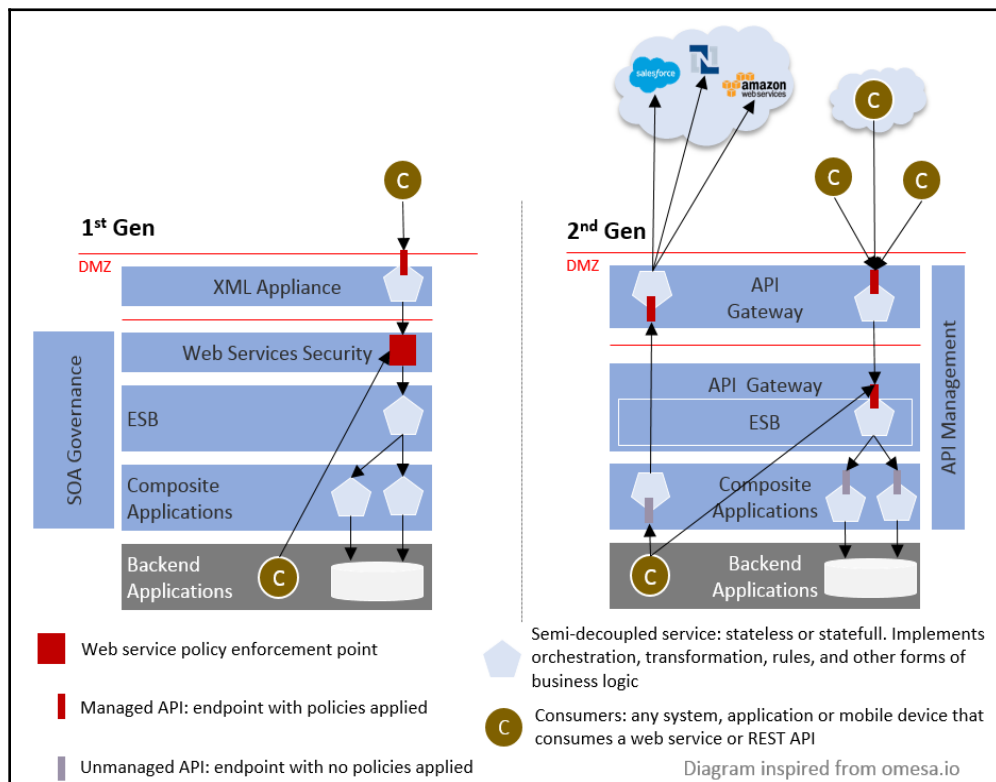 salesforce
N
amazon
web services
C
C
C
C
1st Gen
DMZ
XML Appliance
Web Services Security
ESB
Composite
Applications
Backend
Applications
C
SOA Governance
2nd Gen
DMZ
API
Gateway
API Gateway
ESB
Composite
Applications
Backend
Applications
C
API Management
Web service policy enforcement point
Managed API: endpoint with policies applied
Unmanaged API: endpoint with no policies applied
Semi-decoupled service: stateless or statefull. Implements
orchestration, transformation, rules, and other forms of
business logic
C
Consumers: any system, application or mobile device that
consumes a web service or REST API
Diagram inspired from omesa.io